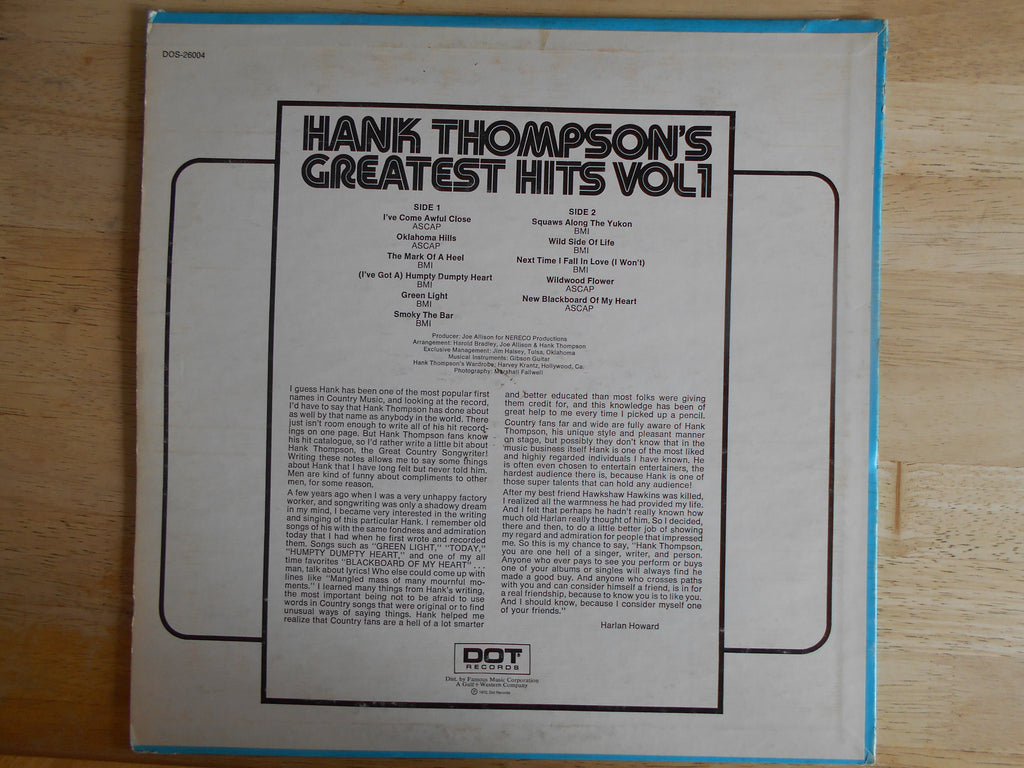 DOS-26004
HANK THOMPSON'S
GREATEST HITS VOL1
SIDE 1
I've Come Awful Close
ASCAP
Oklahoma Hills
ASCAP
The Mark Of A Heel
BMI
(I've Got A) Humpty Dumpty Heart
BMI
Green Light
BMI
Smoky The Bar
BMI
SIDE 2
Squaws Along The Yukon
BMI
Wild Side Of Life
BMI
Next Time I Fall In Love (I Won't)
BMI
Wildwood Flower
ASCAP
New Blackboard Of My Heart
ASCAP
Producer: Joe Allison for NERECO Productions
Arrangement: Harold Bradley, Joe Allison & Hank Thompson
Exclusive Management: Jim Halsey, Tulsa, Oklahoma
Musical Instruments: Gibson Guitar
Hank Thompson's Wardrobe: Harvey Krantz, Hollywood, Ca.
Photography: Marshall Fallwell
I guess Hank has been one of the most popular first
names in Country Music, and looking at the record,
I'd have to say that Hank Thompson has done about
as well by that name as anybody in the world. There
just isn't room enough to write all of his hit record-
ings on one page. But Hank Thompson fans know
his hit catalogue, so I'd rather write a little bit about
Hank Thompson, the Great Country Songwriter!
Writing these notes allows me to say some things
about Hank that I have long felt but never told him.
Men are kind of funny about compliments to other
men, for some reason.
A few years ago when I was a very unhappy factory
worker, and songwriting was only a shadowy dream
in my mind, I became very interested in the writing
and singing of this particular Hank. I remember old
songs of his with the same fondness and admiration
today that I had when he first wrote and recorded
them. Songs such as "GREEN LIGHT," "TODAY,"
"HUMPTY DUMPTY HEART," and one of my all
time favorites "BLACKBOARD OF MY HEART" ...
man, talk about lyrics! Who else could come up with
lines like "Mangled mass of many mournful mo-
ments." I learned many things from Hank's writing,
the most important being not to be afraid to use
words in Country songs that were original or to find
unusual ways of saying things. Hank helped me
realize that Country fans are a hell of a lot smarter
and better educated than most folks were giving
them credit for, and this knowledge has been of
great help to me every time I picked up a pencil.
Country fans far and wide are fully aware of Hank
Thompson, his unique style and pleasant manner
on stage, but possibly they don't know that in the
music business itself Hank is one of the most liked
and highly regarded individuals I have known. He
is often even chosen to entertain entertainers, the
hardest audience there is, because Hank is one of
those super talents that can hold any audience!
After my best friend Hawkshaw Hawkins was killed,
I realized all the warmness he had provided my life.
And I felt that perhaps he hadn't really known how
much old Harlan really thought of him. So I decided,
there and then, to do a little better job of showing
my regard and admiration for people that impressed
me. So this is my chance to say, "Hank Thompson,
you are one hell of a singer, writer, and person.
Anyone who ever pays to see you perform or buys
one of your albums or singles will always find he
made a good buy. And anyone who crosses paths
with you and can consider himself a friend, is in for
a real friendship, because to know you is to like you.
And I should know, because I consider myself one
of your friends."
Harlan Howard
DOT
RECORDS
Dist. by Famous Music Corporation
A Gulf + Western Company
℗ 1972, Dot Records